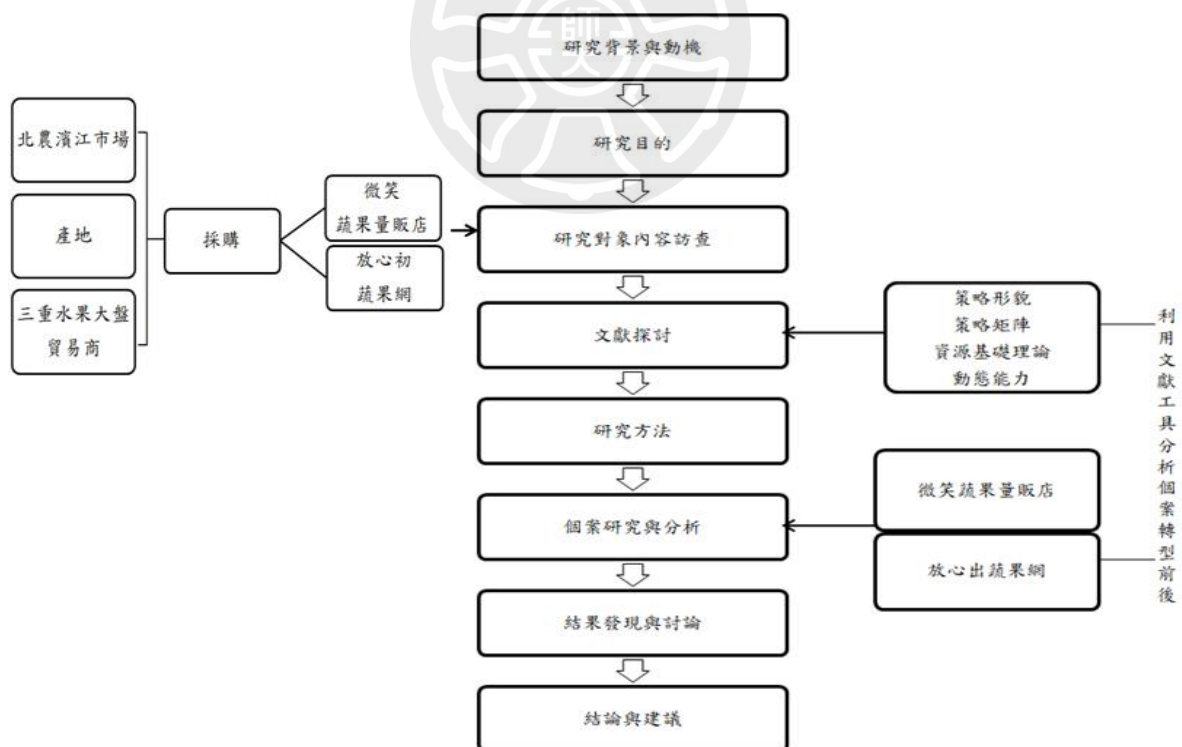 研究背景與動機
研究目的
研究對象內容訪查
文獻探討
研究方法
個案研究與分析
結果發現與討論
結論與建議
北農濱江市場
產地
三重水果大盤
貿易商
採購
微笑
蔬果量販店
放心初
蔬果網
策略形貌
策略矩陣
資源基礎理論
動態能力
微笑蔬果量販店
放心出蔬果網
利用文獻工具分析個案轉型前後
師大